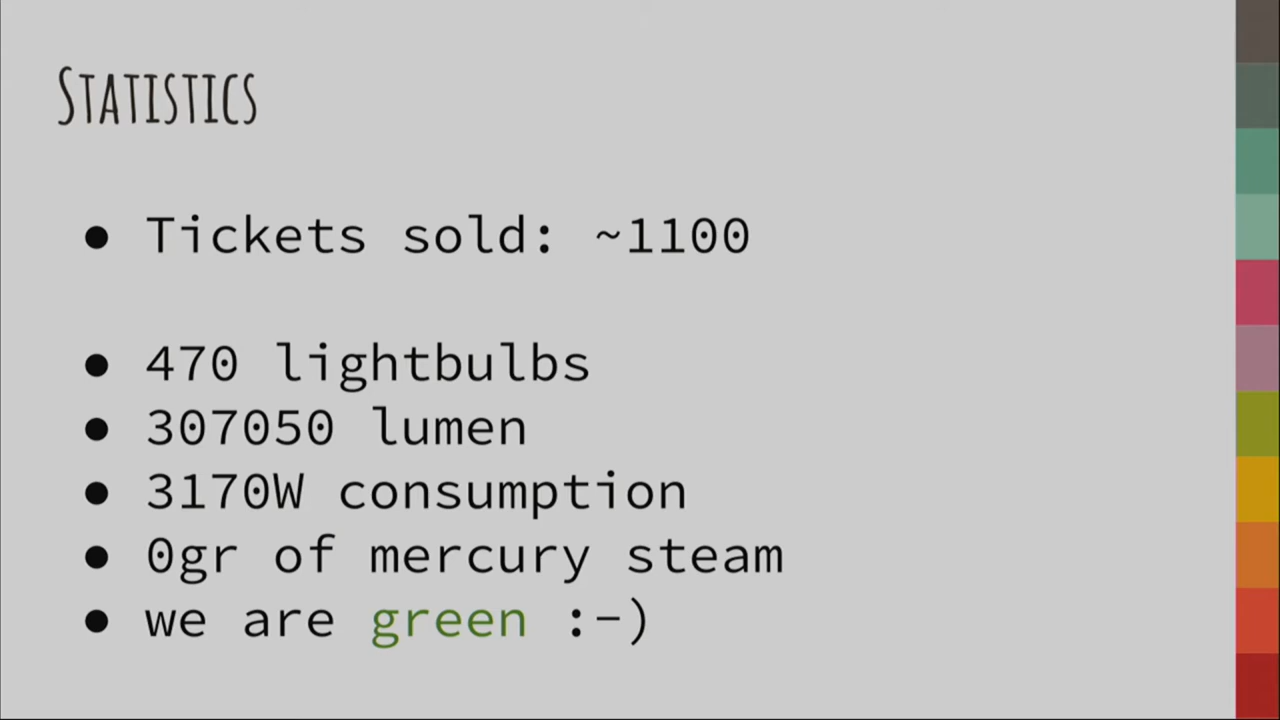 Statistics
● Tickets sold: ~1100
● 470 lightbulbs
● 307050 lumen
● 3170W consumption
● 0gr of mercury steam
● we are green :-)